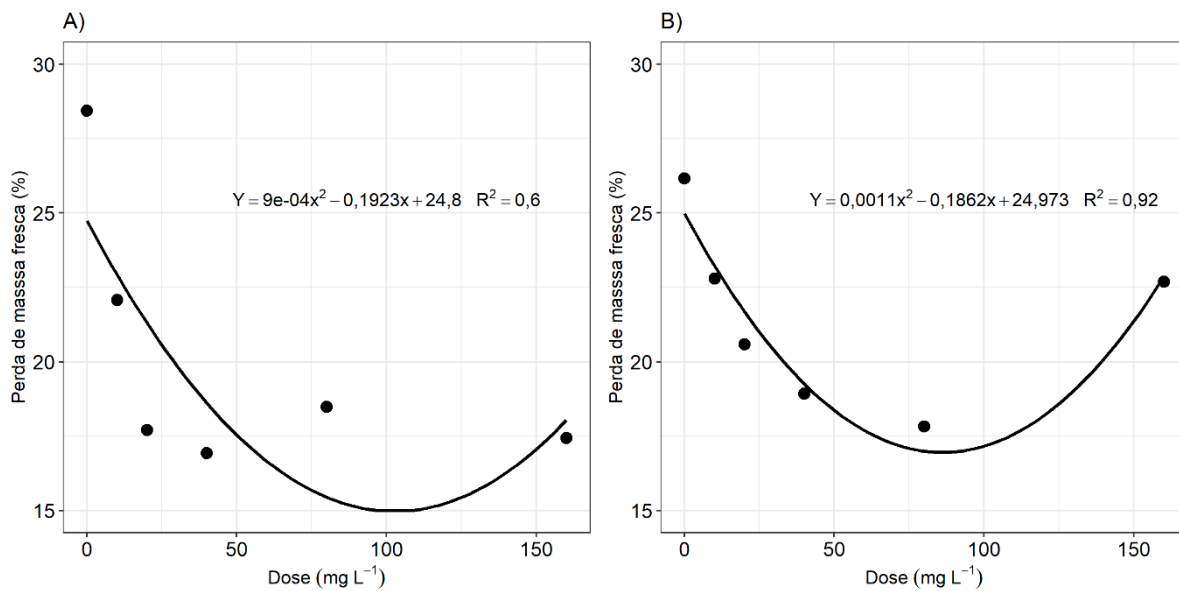 A)
Perda de masssa fresca (%)
30
25
20
15
Y = 9e-04x² − 0,1923x + 24,8 R² = 0,6
0 50 100 150
Dose (mg L⁻¹)
B)
Perda de masssa fresca (%)
30
25
20
15
Y = 0,0011x² − 0,1862x + 24,973 R² = 0,92
0 50 100 150
Dose (mg L⁻¹)